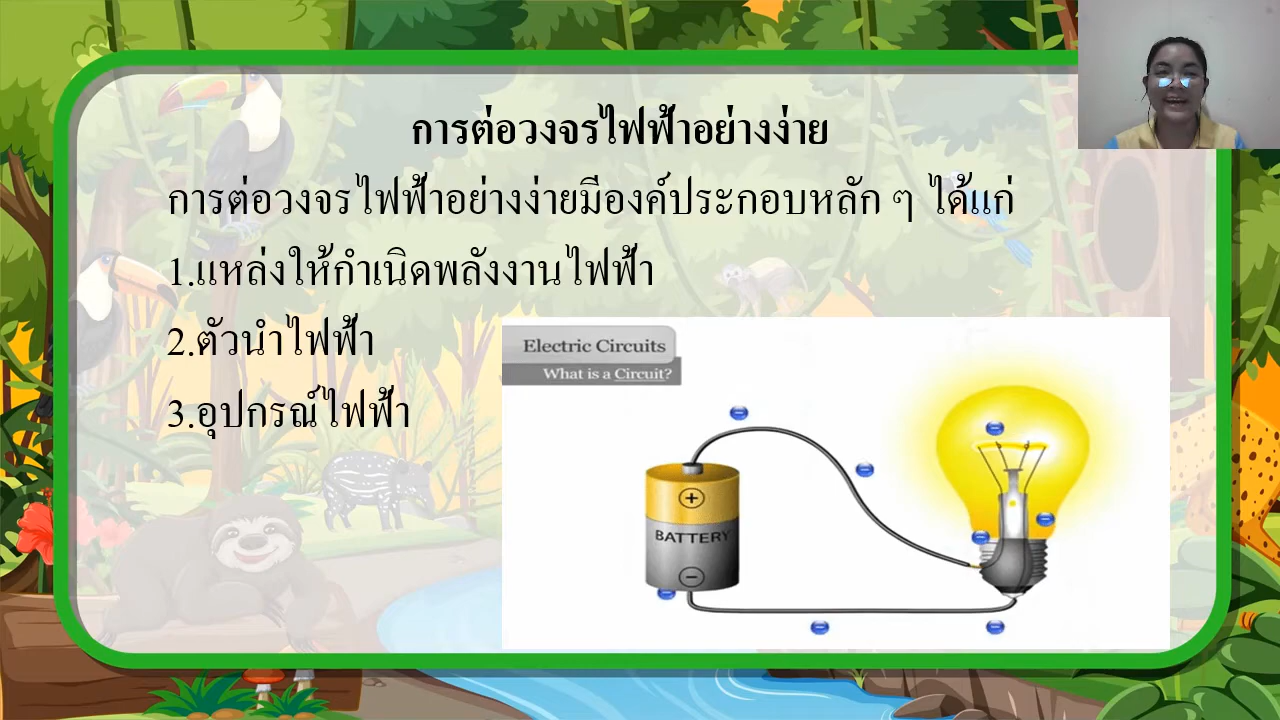 การต่อวงจรไฟฟ้าอย่างง่าย
การต่อวงจรไฟฟ้าอย่างง่ายมีองค์ประกอบหลัก ๆ ได้แก่
1.แหล่งให้กำเนิดพลังงานไฟฟ้า
2.ตัวนำไฟฟ้า
3.อุปกรณ์ไฟฟ้า
Electric Circuits
What is a Circuit?
+
BATTERY
−